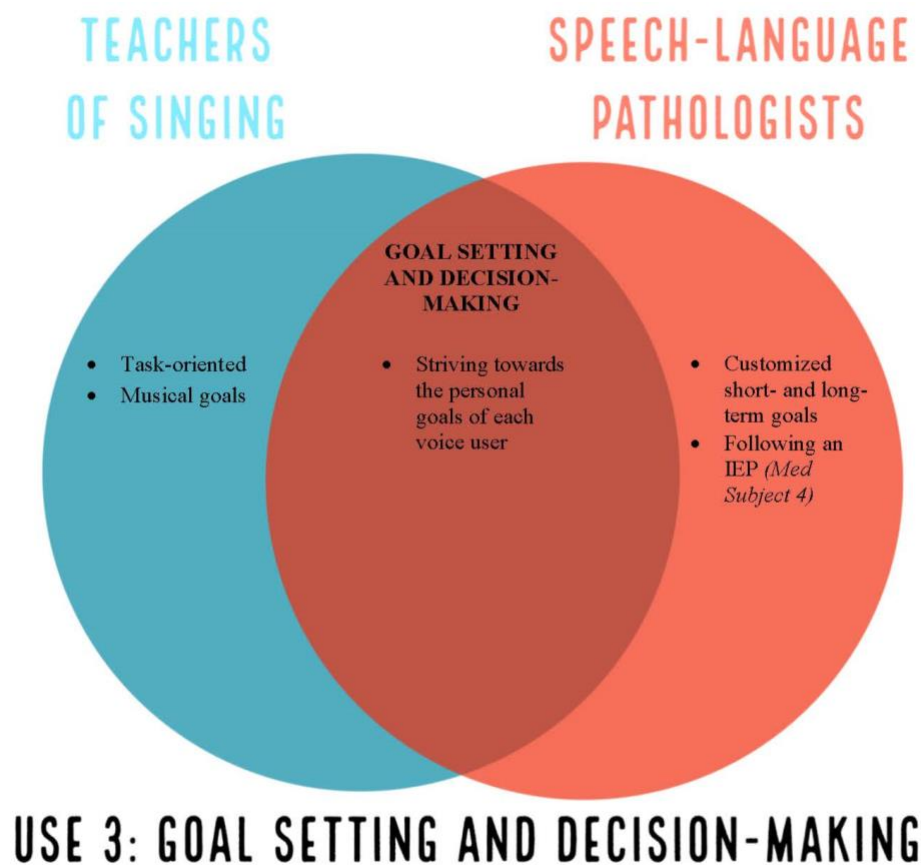 TEACHERS
OF SINGING
SPEECH-LANGUAGE
PATHOLOGISTS
GOAL SETTING
AND DECISION-
MAKING
• Task-oriented
• Musical goals
• Striving towards
the personal
goals of each
voice user
• Customized
short- and long-
term goals
• Following an
IEP (Med
Subject 4)
USE 3: GOAL SETTING AND DECISION-MAKING